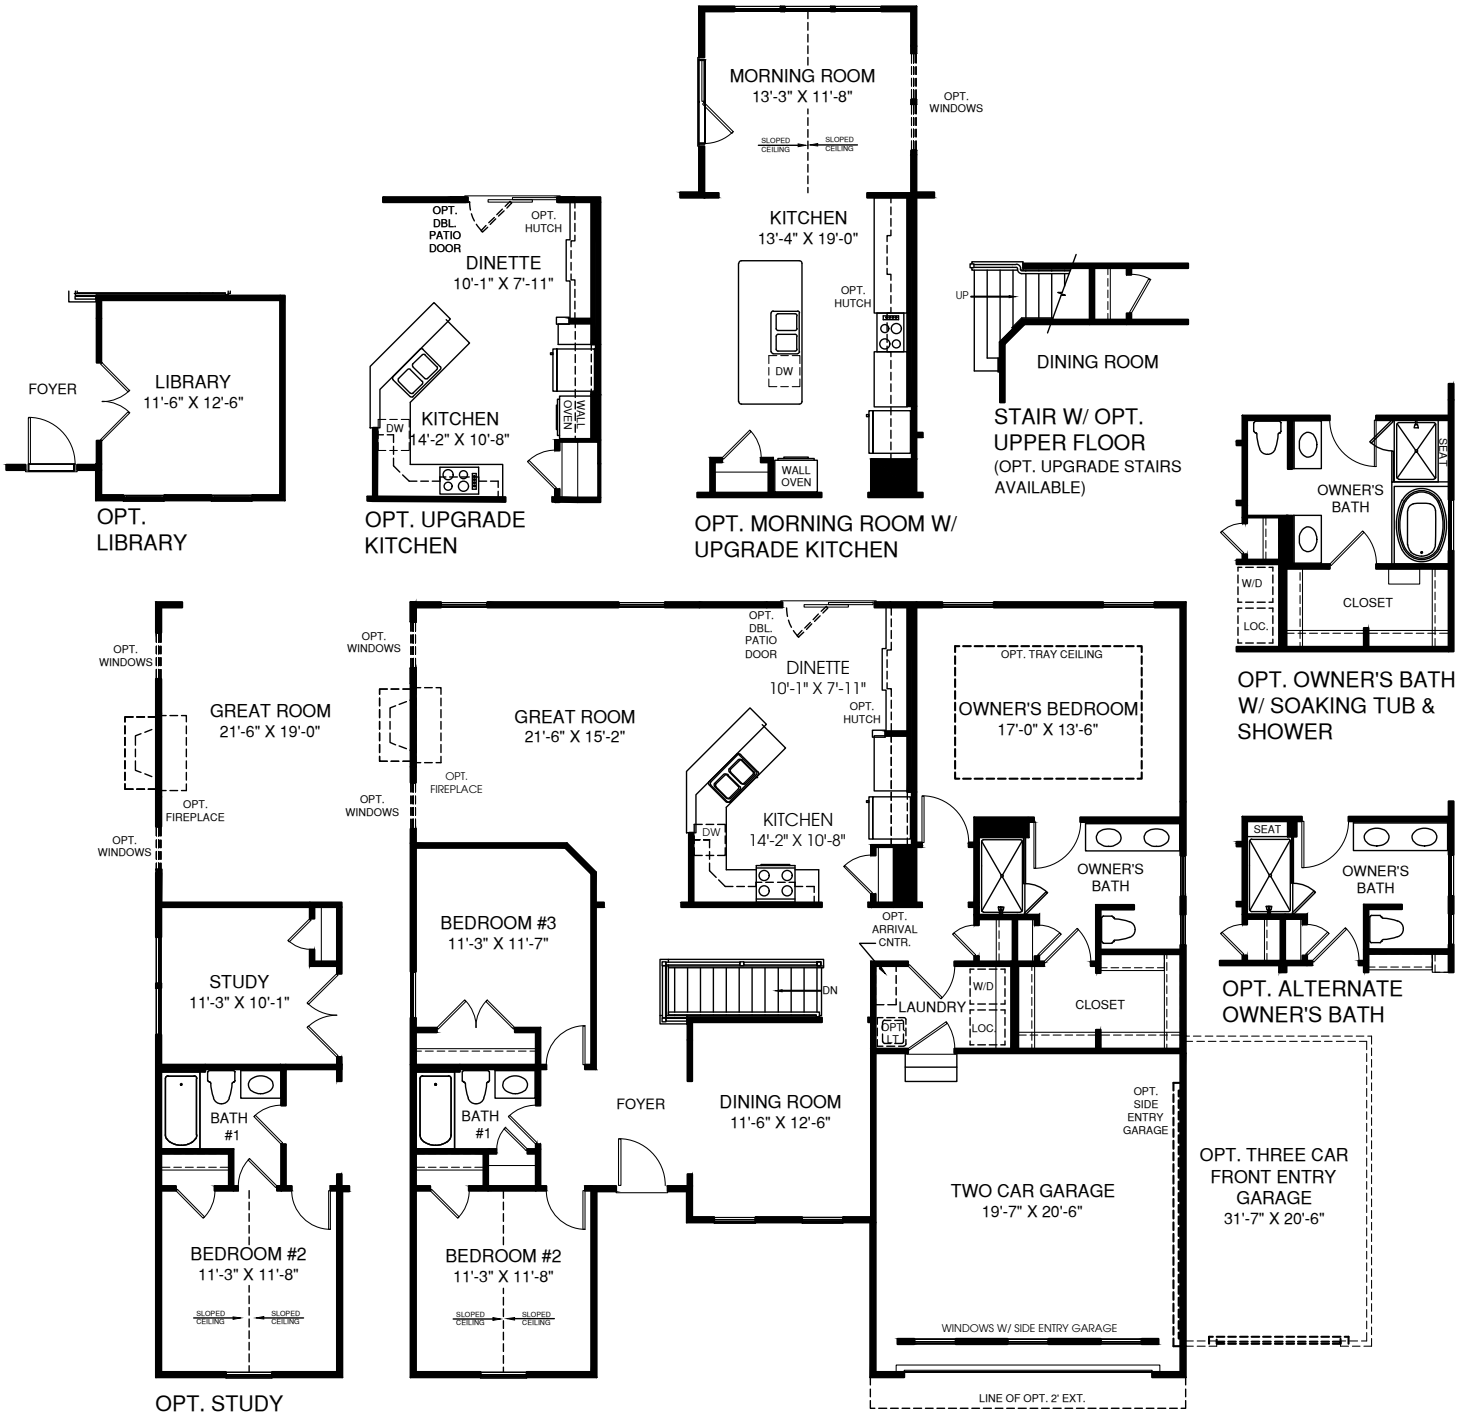 MORNING ROOM
13'-3" X 11'-8"
OPT.
WINDOWS
SLOPED
CEILING
SLOPED
CEILING
KITCHEN
13'-4" X 19'-0"
OPT.
HUTCH
DW
WALL
OVEN
OPT. MORNING ROOM W/
UPGRADE KITCHEN
OPT.
DBL.
PATIO
DOOR
OPT.
HUTCH
DINETTE
10'-1" X 7'-11"
KITCHEN
14'-2" X 10'-8"
DW
WALL
OVEN
OPT. UPGRADE
KITCHEN
FOYER
LIBRARY
11'-6" X 12'-6"
OPT.
LIBRARY
UP
DINING ROOM
STAIR W/ OPT.
UPPER FLOOR
(OPT. UPGRADE STAIRS
AVAILABLE)
SEAT
OWNER'S
BATH
W/D
LOC.
CLOSET
OPT. OWNER'S BATH
W/ SOAKING TUB &
SHOWER
OPT.
WINDOWS
GREAT ROOM
21'-6" X 19'-0"
OPT.
FIREPLACE
OPT.
WINDOWS
STUDY
11'-3" X 10'-1"
BATH
#1
BEDROOM #2
11'-3" X 11'-8"
SLOPED
CEILING
SLOPED
CEILING
OPT. STUDY
OPT.
WINDOWS
GREAT ROOM
21'-6" X 15'-2"
OPT.
FIREPLACE
OPT.
WINDOWS
OPT.
DBL.
PATIO
DOOR
DINETTE
10'-1" X 7'-11"
OPT.
HUTCH
KITCHEN
14'-2" X 10'-8"
DW
OPT. TRAY CEILING
OWNER'S BEDROOM
17'-0" X 13'-6"
OWNER'S
BATH
BEDROOM #3
11'-3" X 11'-7"
OPT.
ARRIVAL
CNTR.
DN
LAUNDRY
W/D
LOC.
OPT.
L.T.
CLOSET
BATH
#1
FOYER
DINING ROOM
11'-6" X 12'-6"
BEDROOM #2
11'-3" X 11'-8"
SLOPED
CEILING
SLOPED
CEILING
OPT.
SIDE
ENTRY
GARAGE
TWO CAR GARAGE
19'-7" X 20'-6"
WINDOWS W/ SIDE ENTRY GARAGE
LINE OF OPT. 2' EXT.
OPT. THREE CAR
FRONT ENTRY
GARAGE
31'-7" X 20'-6"
SEAT
OWNER'S
BATH
OPT. ALTERNATE
OWNER'S BATH